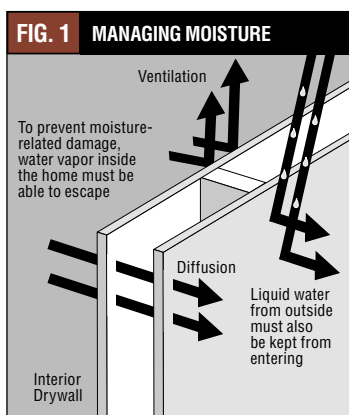 FIG. 1 MANAGING MOISTURE
Ventilation
To prevent moisture-
related damage,
water vapor inside
the home must be
able to escape
Diffusion
Liquid water
from outside
must also
be kept from
entering
Interior
Drywall